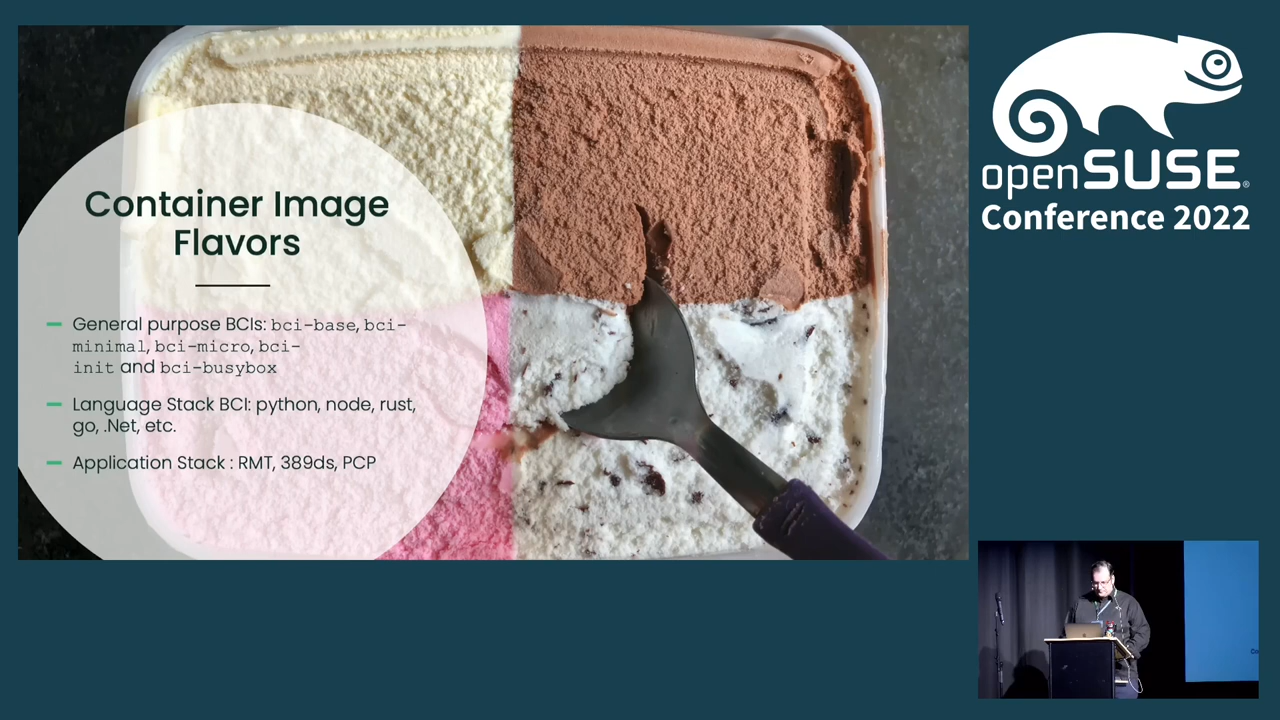 Container Image
Flavors
General purpose BCIs: bci-base, bci-
minimal, bci-micro, bci-
init and bci-busybox
Language Stack BCI: python, node, rust,
go, .Net, etc.
Application Stack : RMT, 389ds, PCP
openSUSE®
Conference 2022